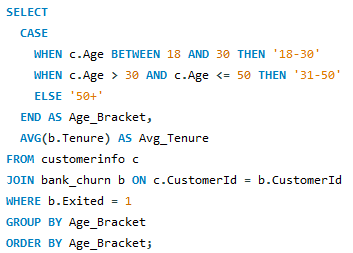 SELECT
CASE
WHEN c.Age BETWEEN 18 AND 30 THEN '18-30'
WHEN c.Age > 30 AND c.Age <= 50 THEN '31-50'
ELSE '50+'
END AS Age_Bracket,
AVG(b.Tenure) AS Avg_Tenure
FROM customerinfo c
JOIN bank_churn b ON c.CustomerId = b.CustomerId
WHERE b.Exited = 1
GROUP BY Age_Bracket
ORDER BY Age_Bracket;